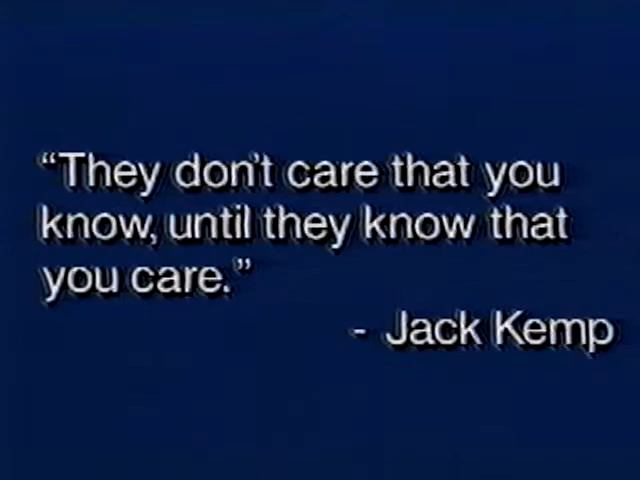 “They don't care that you
know, until they know that
you care.”
- Jack Kemp